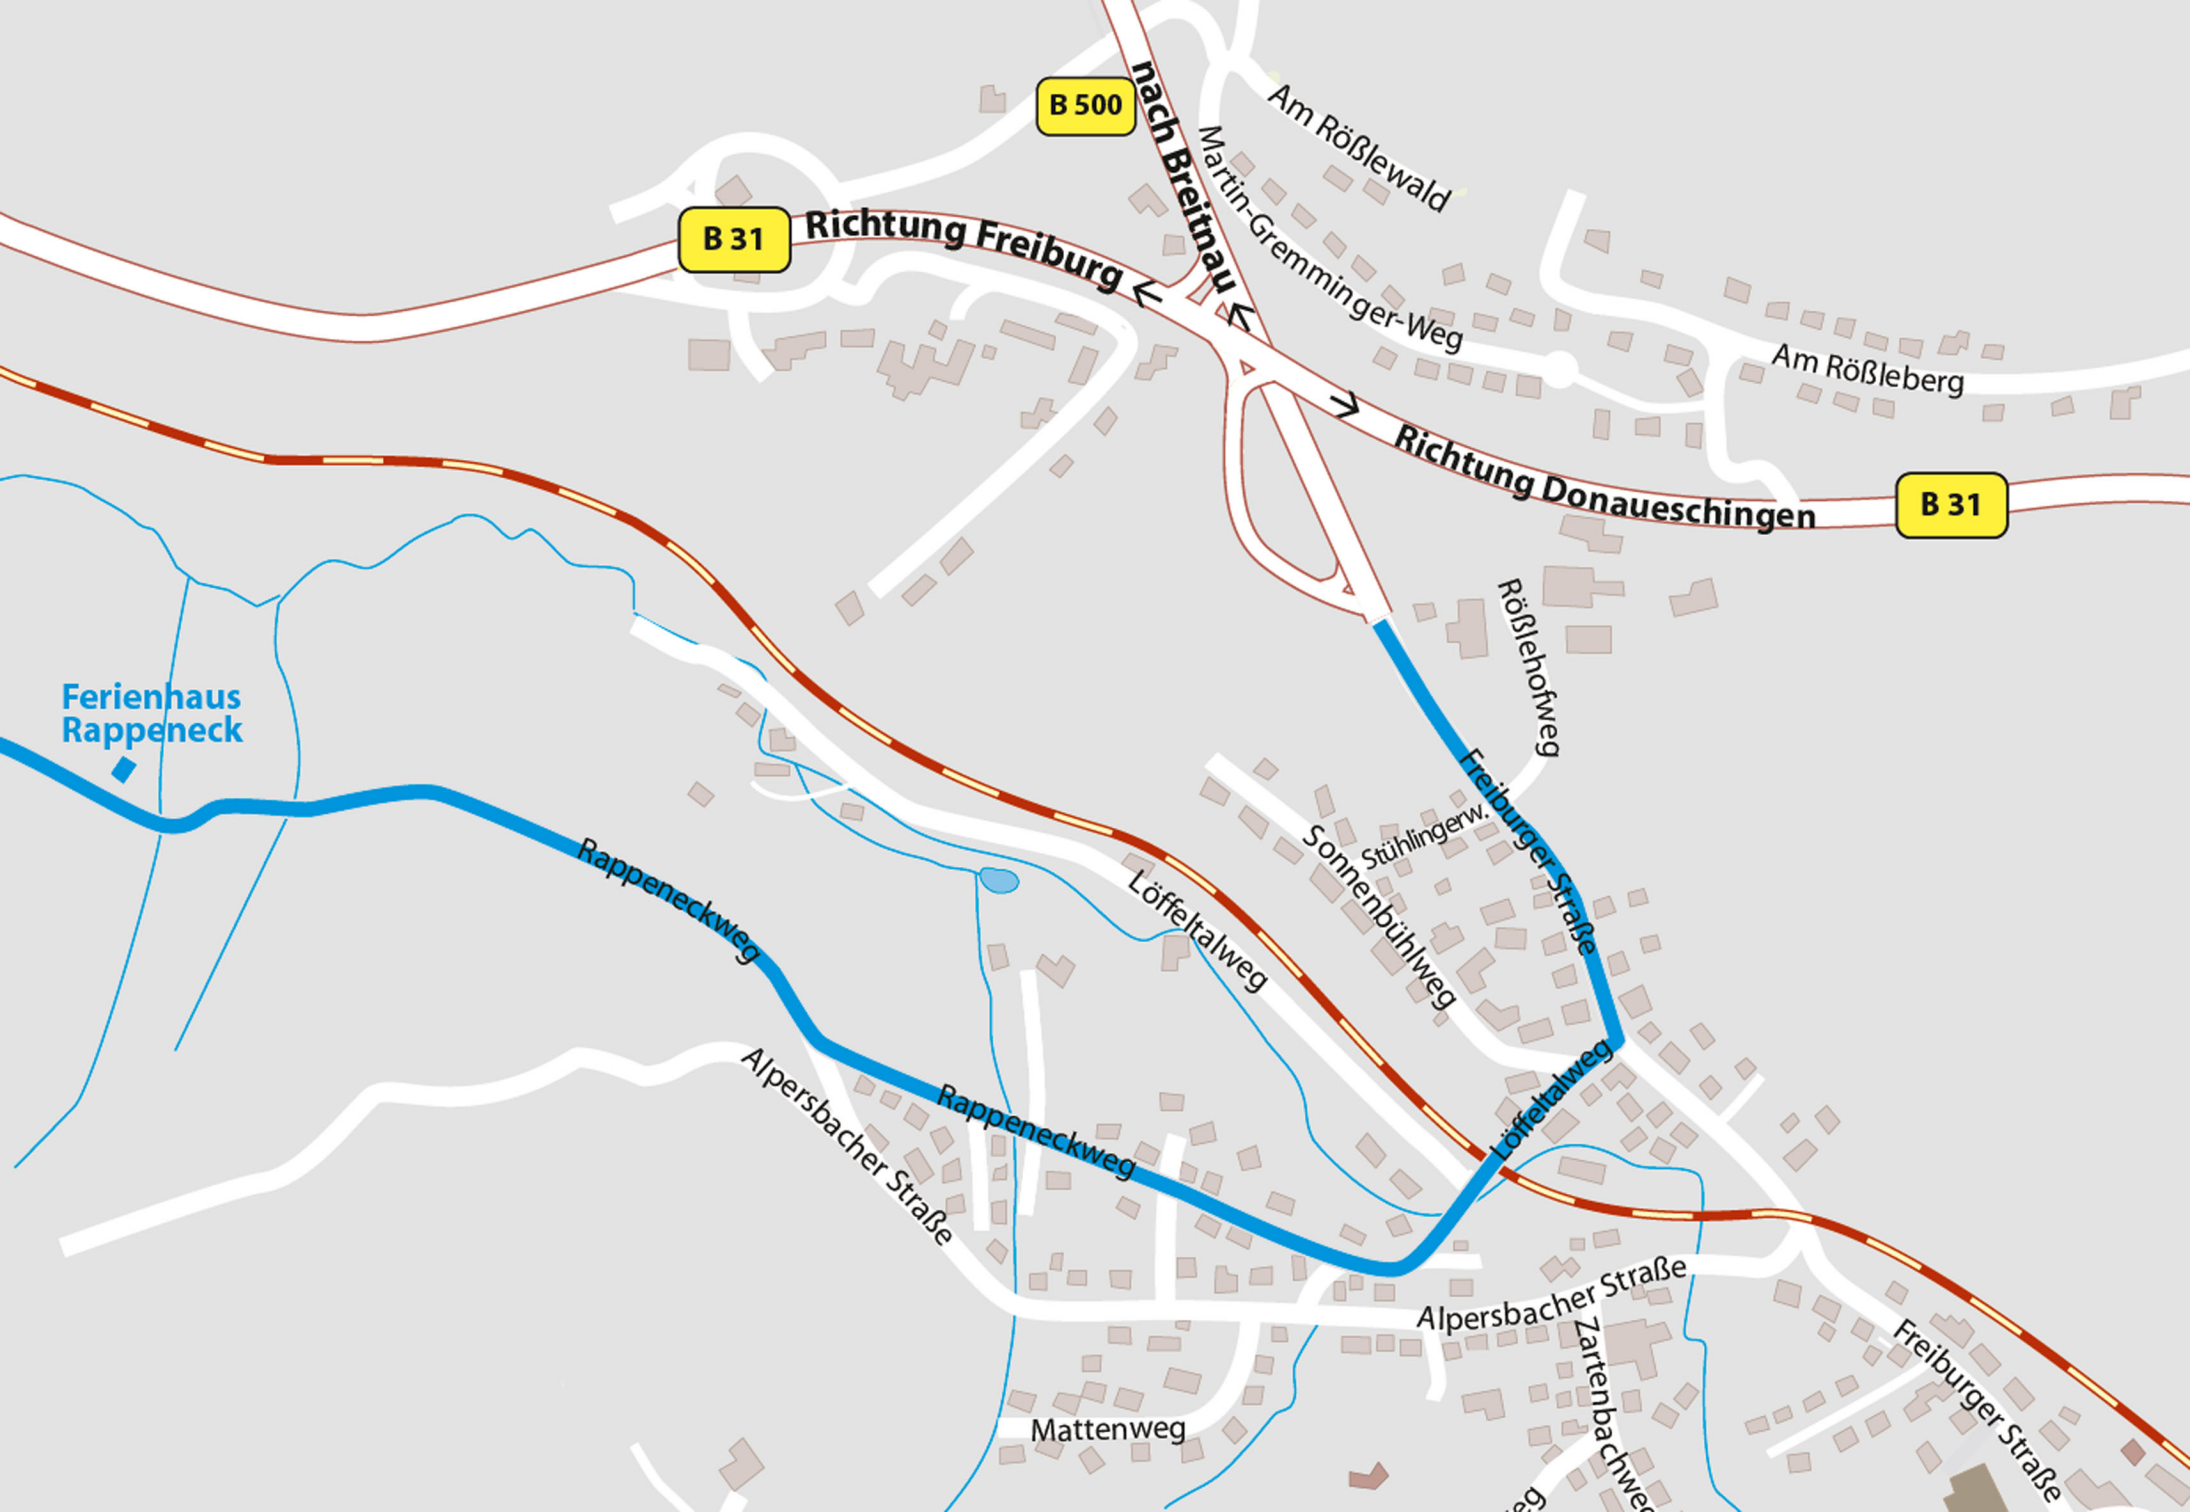 B 500
nach Breitnau
Am Rößlewald
Martin-Gremminger-Weg
B 31
Richtung Freiburg
Am Rößleberg
Richtung Donaueschingen
B 31
Rößlehofweg
Ferienhaus
Rappeneck
Freiburger Straße
Stühlingerw.
Sonnenbühlweg
Rappeneckweg
Löffeltalweg
Löffeltalweg
Alpersbacher Straße
Rappeneckweg
Alpersbacher Straße
Zartenbachweg
Freiburger Straße
Mattenweg
eg